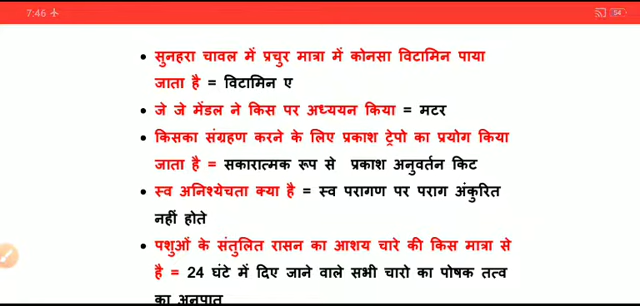 7:46
54
• सुनहरा चावल में प्रचुर मात्रा में कोनसा विटामिन पाया
जाता है = विटामिन ए
• जे जे मेंडल ने किस पर अध्ययन किया = मटर
• किसका संग्रहण करने के लिए प्रकाश ट्रेपो का प्रयोग किया
जाता है = सकारात्मक रूप से प्रकाश अनुवर्तन किट
• स्व अनिश्येचता क्या है = स्व परागण पर पराग अंकुरित
नहीं होते
• पशुओं के संतुलित रासन का आशय चारे की किस मात्रा से
है = 24 घंटे में दिए जाने वाले सभी चारो का पोषक तत्व
का अनुपात